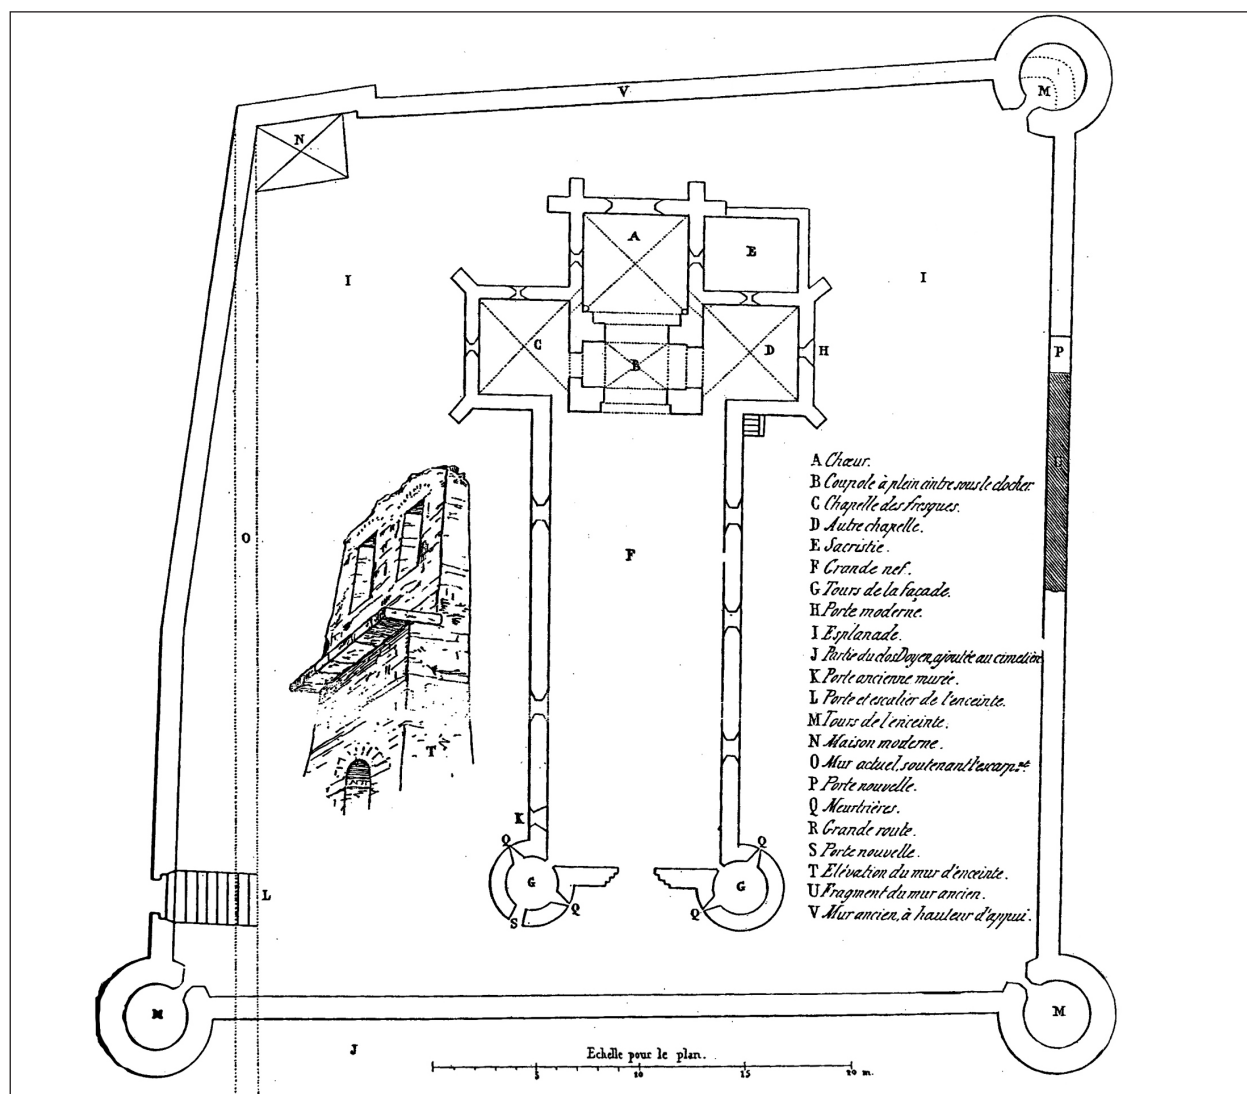 V
M
N
A
E
I
I
C
D
H
B
P
U
O
F
A Chœur.
B Coupole à plein cintre sous le clocher.
C Chapelle des fresques.
D Autre chapelle.
E Sacristie.
F Grande nef.
G Tours de la façade.
H Porte moderne.
I Esplanade.
J Partie du clos Doyen, ajoutée au cimetière
K Porte ancienne murée.
L Porte et escalier de l'enceinte.
M Tours de l'enceinte.
N Maison moderne.
O Mur actuel, soutenant l'escarpᵐᵗ
P Porte nouvelle.
Q Meurtrières.
R Grande route.
S Porte nouvelle.
T Elévation du mur d'enceinte.
U Fragment du mur ancien.
V Mur ancien, à hauteur d'appui.
T
K
Q
Q
G
G
L
Q
Q
S
M
M
J
Echelle pour le plan.
5 10 15 20 m.